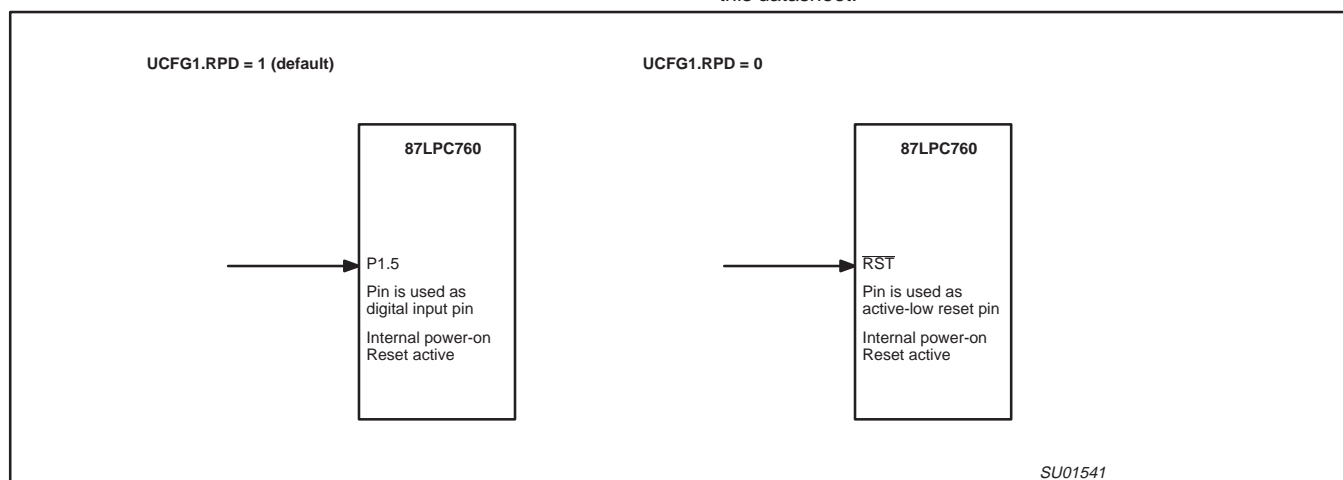 this datasheet.
UCFG1.RPD = 1 (default)
UCFG1.RPD = 0
87LPC760
P1.5
Pin is used as
digital input pin
Internal power-on
Reset active
87LPC760
RST
Pin is used as
active-low reset pin
Internal power-on
Reset active
SU01541